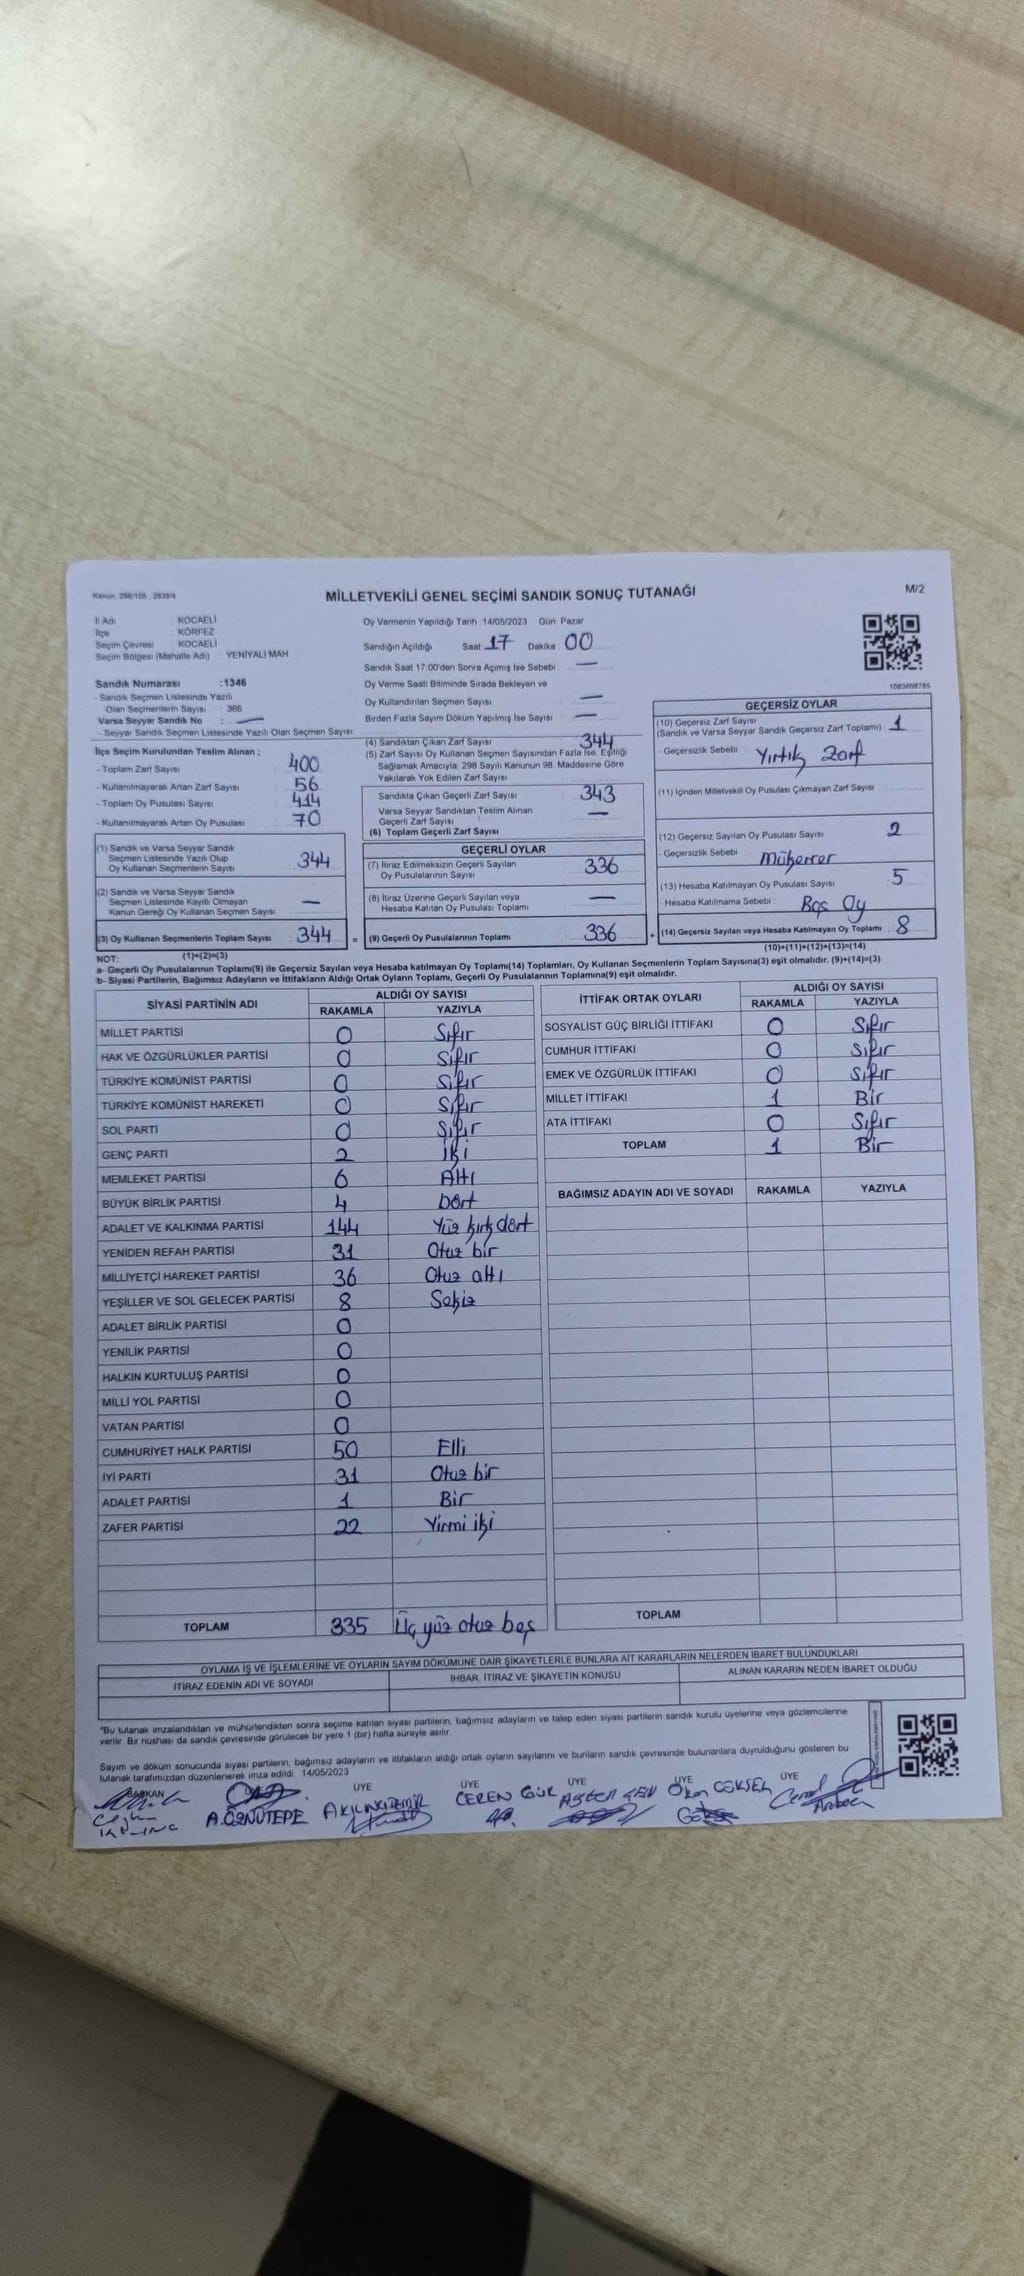 Kanun, 298/105 , 2839/4
MİLLETVEKİLİ GENEL SEÇİMİ SANDIK SONUÇ TUTANAĞI
M/2
İl Adı : KOCAELİ
İlçe : KÖRFEZ
Seçim Çevresi : KOCAELİ
Seçim Bölgesi (Mahalle Adı) : YENİYALI MAH
Sandık Numarası :1346
- Sandık Seçmen Listesinde Yazılı
Olan Seçmenlerin Sayısı : 366
Varsa Seyyar Sandık No : —
- Seyyar Sandık Seçmen Listesinde Yazılı Olan Seçmen Sayısı
Oy Vermenin Yapıldığı Tarih :14/05/2023 Gün: Pazar
Sandığın Açıldığı Saat 17 Dakika 00
Sandık Saat 17:00'den Sonra Açımış İse Sebebi : —
Oy Verme Saati Bitiminde Sırada Bekleyen ve
Oy Kullandırılan Seçmen Sayısı : —
Birden Fazla Sayım Döküm Yapılmış İse Sayısı : —
1083608785
İlçe Seçim Kurulundan Teslim Alınan ;
- Toplam Zarf Sayısı : 400
- Kullanılmayarak Artan Zarf Sayısı : 56
- Toplam Oy Pusulası Sayısı : 414
- Kullanılmayarak Artan Oy Pusulası : 70
(1) Sandık ve Varsa Seyyar Sandık
Seçmen Listesinde Yazılı Olup
Oy Kullanan Seçmenlerin Sayısı : 344
(2) Sandık ve Varsa Seyyar Sandık
Seçmen Listesinde Kayıtlı Olmayan
Kanun Gereği Oy Kullanan Seçmen Sayısı : —
(3) Oy Kullanan Seçmenlerin Toplam Sayısı : 344 =
(1)+(2)=(3)
(4) Sandıktan Çıkan Zarf Sayısı : 344
(5) Zarf Sayısı Oy Kullanan Seçmen Sayısından Fazla İse, Eşitliği
Sağlamak Amacıyla; 298 Sayılı Kanunun 98. Maddesine Göre
Yakılarak Yok Edilen Zarf Sayısı :
Sandıkta Çıkan Geçerli Zarf Sayısı : 343
Varsa Seyyar Sandıktan Teslim Alınan
Geçerli Zarf Sayısı : —
(6) Toplam Geçerli Zarf Sayısı
GEÇERLİ OYLAR
(7) İtiraz Edilmeksizin Geçerli Sayılan
Oy Pusulalarının Sayısı : 336
(8) İtiraz Üzerine Geçerli Sayılan veya
Hesaba Katılan Oy Pusulası Toplamı : —
(9) Geçerli Oy Pusulalarının Toplamı : 336 +
GEÇERSİZ OYLAR
(10) Geçersiz Zarf Sayısı
(Sandık ve Varsa Seyyar Sandık Geçersiz Zarf Toplamı) : 1
- Geçersizlik Sebebi : Yırtık Zarf
(11) İçinden Milletvekili Oy Pusulası Çıkmayan Zarf Sayısı :
(12) Geçersiz Sayılan Oy Pusulası Sayısı : 2
- Geçersizlik Sebebi : Mükerrer
(13) Hesaba Katılmayan Oy Pusulası Sayısı : 5
- Hesaba Katılmama Sebebi : Boş Oy
(14) Geçersiz Sayılan veya Hesaba Katılmayan Oy Toplamı : 8
(10)+(11)+(12)+(13)=(14)
NOT:
a- Geçerli Oy Pusulalarının Toplamı(9) ile Geçersiz Sayılan veya Hesaba katılmayan Oy Toplamı(14) Toplamları, Oy Kullanan Seçmenlerin Toplam Sayısına(3) eşit olmalıdır. (9)+(14)=(3)
b- Siyasi Partilerin, Bağımsız Adayların ve İttifakların Aldığı Ortak Oyların Toplamı, Geçerli Oy Pusulalarının Toplamına(9) eşit olmalıdır.
SİYASİ PARTİNİN ADI ALDIĞI OY SAYISI
RAKAMLA YAZIYLA
MİLLET PARTİSİ 0 Sıfır
HAK VE ÖZGÜRLÜKLER PARTİSİ 0 Sıfır
TÜRKİYE KOMÜNİST PARTİSİ 0 Sıfır
TÜRKİYE KOMÜNİST HAREKETİ 0 Sıfır
SOL PARTİ 0 Sıfır
GENÇ PARTİ 2 İki
MEMLEKET PARTİSİ 6 Altı
BÜYÜK BİRLİK PARTİSİ 4 Dört
ADALET VE KALKINMA PARTİSİ 144 Yüz kırk dört
YENİDEN REFAH PARTİSİ 31 Otuz bir
MİLLİYETÇİ HAREKET PARTİSİ 36 Otuz altı
YEŞİLLER VE SOL GELECEK PARTİSİ 8 Sekiz
ADALET BİRLİK PARTİSİ 0
YENİLİK PARTİSİ 0
HALKIN KURTULUŞ PARTİSİ 0
MİLLİ YOL PARTİSİ 0
VATAN PARTİSİ 0
CUMHURİYET HALK PARTİSİ 50 Elli
İYİ PARTİ 31 Otuz bir
ADALET PARTİSİ 1 Bir
ZAFER PARTİSİ 22 Yirmi iki
TOPLAM 335 Üç yüz otuz beş
İTTİFAK ORTAK OYLARI ALDIĞI OY SAYISI
RAKAMLA YAZIYLA
SOSYALİST GÜÇ BİRLİĞİ İTTİFAKI 0 Sıfır
CUMHUR İTTİFAKI 0 Sıfır
EMEK VE ÖZGÜRLÜK İTTİFAKI 0 Sıfır
MİLLET İTTİFAKI 1 Bir
ATA İTTİFAKI 0 Sıfır
TOPLAM 1 Bir
BAĞIMSIZ ADAYIN ADI VE SOYADI RAKAMLA YAZIYLA
TOPLAM
OYLAMA İŞ VE İŞLEMLERİNE VE OYLARIN SAYIM DÖKÜMÜNE DAİR ŞİKAYETLERLE BUNLARA AİT KARARLARIN NELERDEN İBARET BULUNDUKLARI
İTİRAZ EDENİN ADI VE SOYADI İHBAR, İTİRAZ VE ŞİKAYETİN KONUSU ALINAN KARARIN NEDEN İBARET OLDUĞU
*Bu tutanak imzalandıktan ve mühürlendikten sonra seçime katılan siyasi partilerin, bağımsız adayların ve talep eden siyasi partilerin sandık kurulu üyelerine veya gözlemcilerine
verilir. Bir nüshası da sandık çevresinde görülecek bir yere 1 (bir) hafta süreyle asılır.
Sayım ve döküm sonucunda siyasi partilerin, bağımsız adayların ve ittifakların aldığı ortak oyların sayılarını ve bunların sandık çevresinde bulunanlara duyrulduğunu gösteren bu
tutanak tarafımızdan düzenlenerek imza edildi. 14/05/2023
BAŞKAN ÜYE ÜYE ÜYE ÜYE ÜYE
A.ÖZNUTEPE A.KILINÇDEMİR CEREN GÜR Okan GÖKSEL